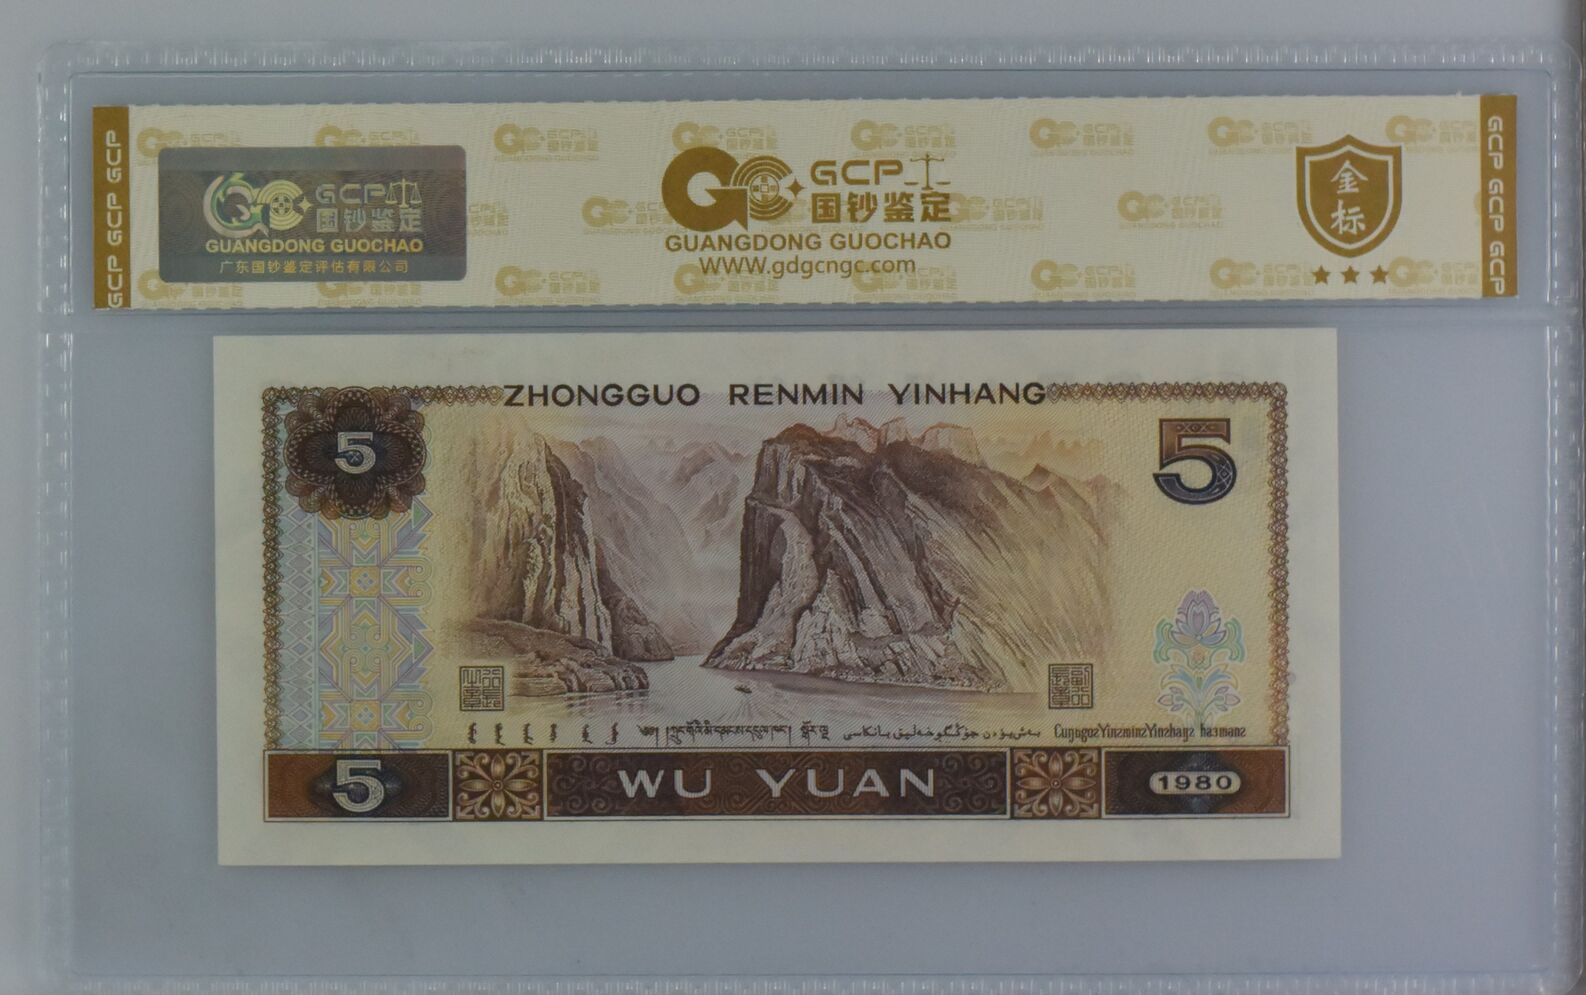 GCP GCP GCP
GCP
国钞鉴定
GUANGDONG GUOCHAO
广东国钞鉴定评估有限公司
GCP
国钞鉴定
GUANGDONG GUOCHAO
WWW.gdgcngc.com
金标
GCP GCP GCP
ZHONGGUO RENMIN YINHANG
5
5
5
WU YUAN
1980